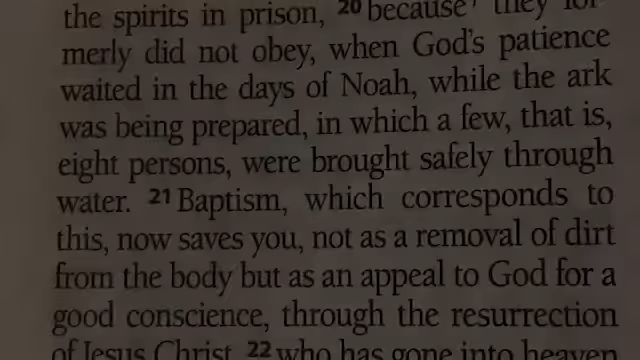 the spirits in prison, 20 because they for-
merly did not obey, when God's patience
waited in the days of Noah, while the ark
was being prepared, in which a few, that is,
eight persons, were brought safely through
water. 21 Baptism, which corresponds to
this, now saves you, not as a removal of dirt
from the body but as an appeal to God for a
good conscience, through the resurrection
of Jesus Christ, 22 who has gone into heaven